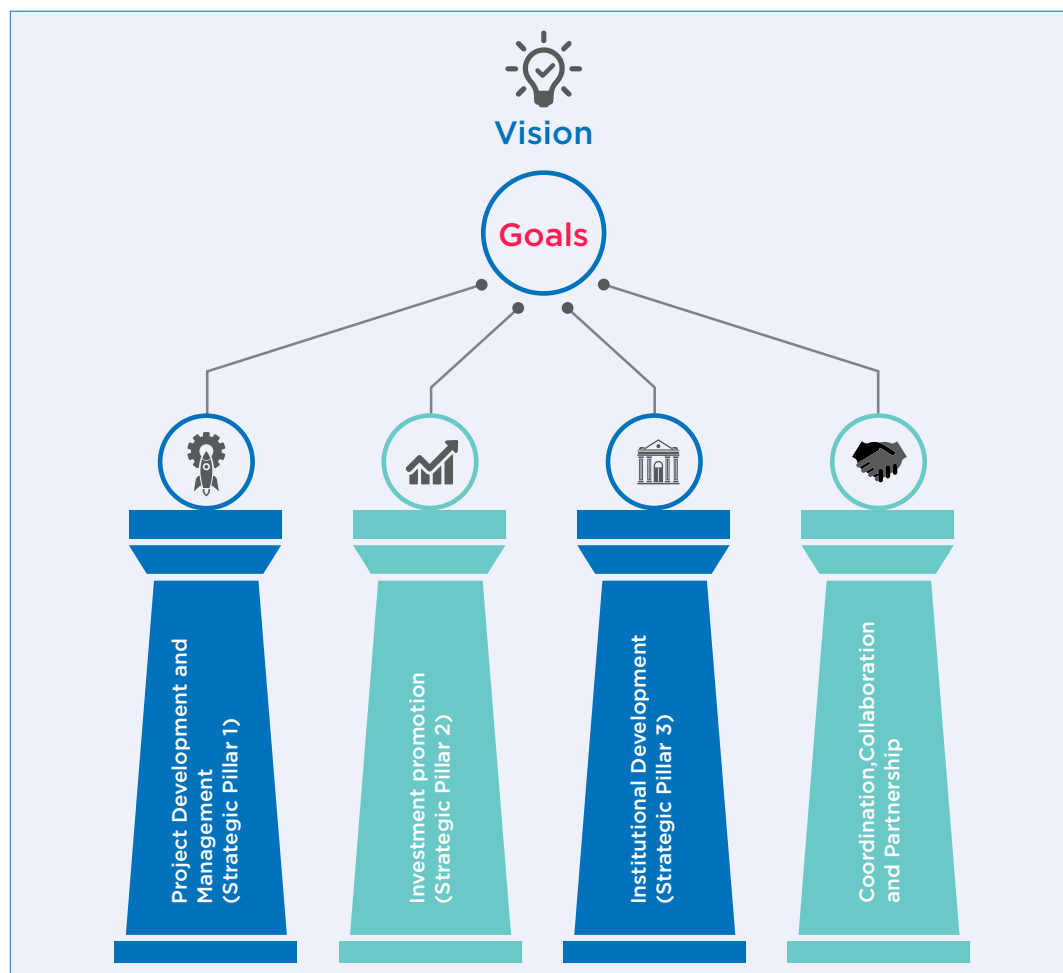 Vision
Goals
Project Development and
Management
(Strategic Pillar 1)
Investment promotion
(Strategic Pillar 2)
Institutional Development
(Strategic Pillar 3)
Coordination,Collaboration
and Partnership